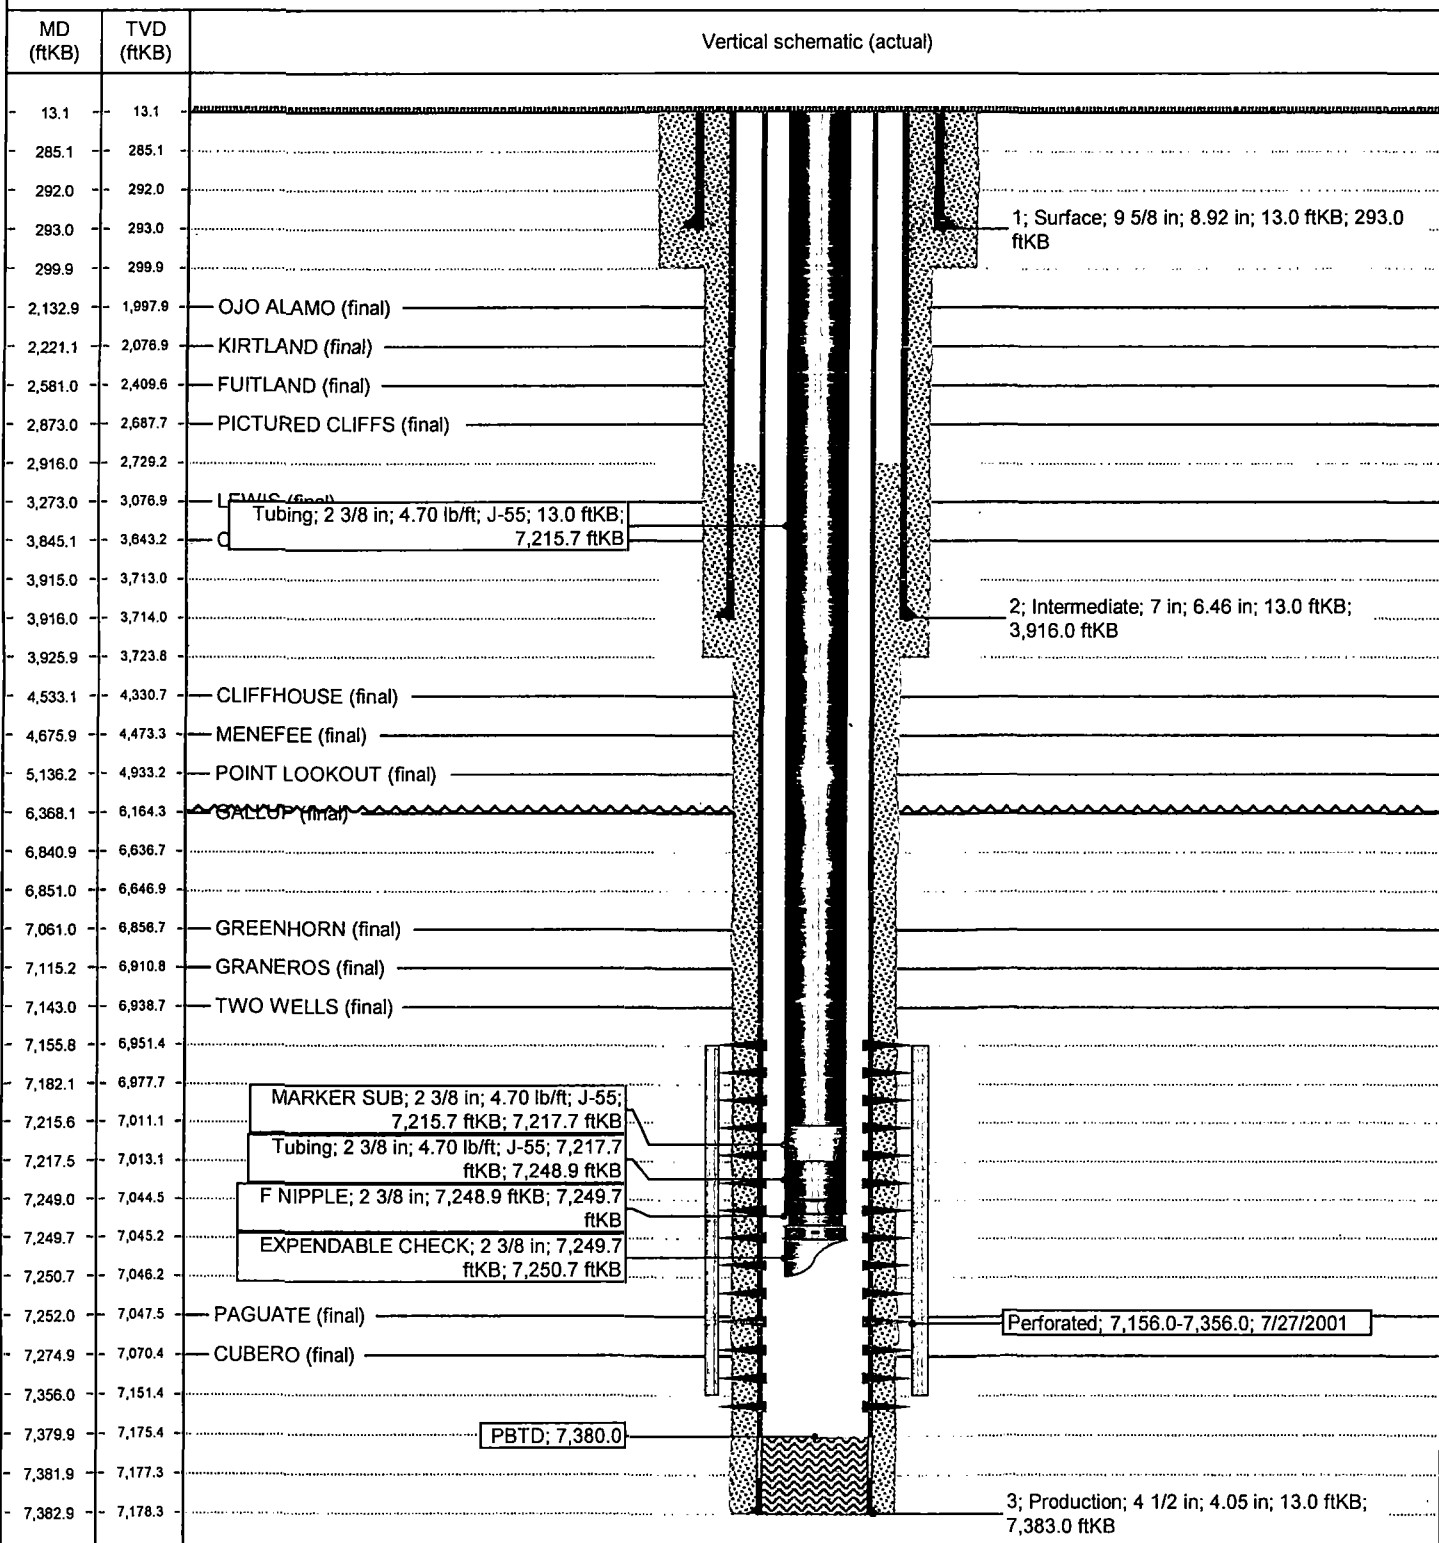 MD
(ftKB)
TVD
(ftKB)
Vertical schematic (actual)
13.1 13.1
285.1 285.1
292.0 292.0
293.0 293.0
1; Surface; 9 5/8 in; 8.92 in; 13.0 ftKB; 293.0
ftKB
299.9 299.9
2,132.9 1,997.9 OJO ALAMO (final)
2,221.1 2,076.9 KIRTLAND (final)
2,581.0 2,409.6 FUITLAND (final)
2,873.0 2,687.7 PICTURED CLIFFS (final)
2,916.0 2,729.2
3,273.0 3,076.9 LEWIS (final)
Tubing; 2 3/8 in; 4.70 lb/ft; J-55; 13.0 ftKB;
7,215.7 ftKB
3,845.1 3,643.2 C
3,915.0 3,713.0
3,916.0 3,714.0
2; Intermediate; 7 in; 6.46 in; 13.0 ftKB;
3,916.0 ftKB
3,925.9 3,723.8
4,533.1 4,330.7 CLIFFHOUSE (final)
4,675.9 4,473.3 MENEFEE (final)
5,136.2 4,933.2 POINT LOOKOUT (final)
6,368.1 6,164.3 GALLUP (final)
6,840.9 6,636.7
6,851.0 6,646.9
7,061.0 6,856.7 GREENHORN (final)
7,115.2 6,910.8 GRANEROS (final)
7,143.0 6,938.7 TWO WELLS (final)
7,155.8 6,951.4
7,182.1 6,977.7
MARKER SUB; 2 3/8 in; 4.70 lb/ft; J-55;
7,215.7 ftKB; 7,217.7 ftKB
7,215.6 7,011.1
Tubing; 2 3/8 in; 4.70 lb/ft; J-55; 7,217.7
ftKB; 7,248.9 ftKB
7,217.5 7,013.1
F NIPPLE; 2 3/8 in; 7,248.9 ftKB; 7,249.7
ftKB
7,249.0 7,044.5
7,249.7 7,045.2
EXPENDABLE CHECK; 2 3/8 in; 7,249.7
ftKB; 7,250.7 ftKB
7,250.7 7,046.2
7,252.0 7,047.5 PAGUATE (final)
Perforated; 7,156.0-7,356.0; 7/27/2001
7,274.9 7,070.4 CUBERO (final)
7,356.0 7,151.4
7,379.9 7,175.4
PBTD; 7,380.0
7,381.9 7,177.3
7,382.9 7,178.3
3; Production; 4 1/2 in; 4.05 in; 13.0 ftKB;
7,383.0 ftKB